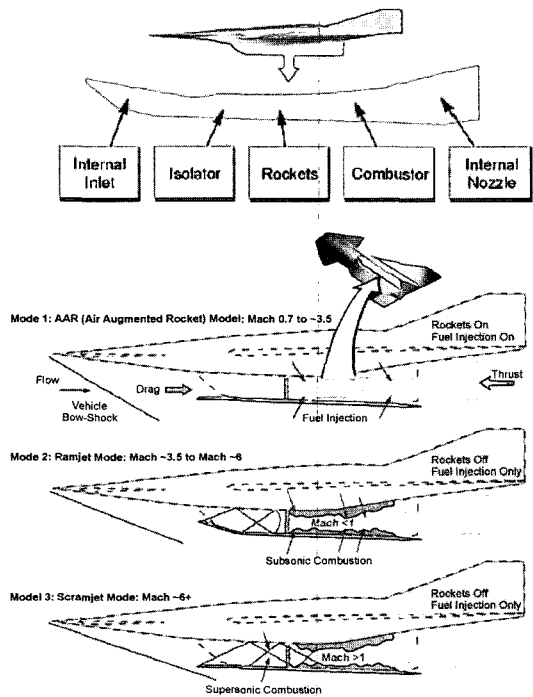 Internal
Inlet
Isolator
Rockets
Combustor
Internal
Nozzle
Mode 1: AAR (Air Augmented Rocket) Model; Mach 0.7 to ~3.5
Rockets On
Fuel Injection On
Flow
Vehicle
Bow-Shock
Drag
Fuel Injection
Thrust
Mode 2: Ramjet Mode: Mach ~3.5 to Mach ~6
Rockets Off
Fuel Injection Only
Mach <1
Subsonic Combustion
Model 3: Scramjet Mode: Mach ~6+
Rockets Off
Fuel Injection Only
Mach >1
Supersonic Combustion